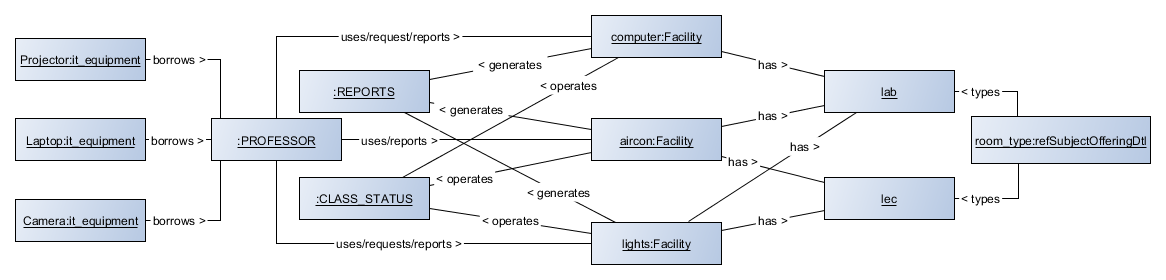 Projector:it_equipment
borrows >
Laptop:it_equipment
borrows >
Camera:it_equipment
borrows >
:PROFESSOR
uses/request/reports >
uses/reports >
uses/requests/reports >
:REPORTS
:CLASS_STATUS
< generates
< operates
< generates
< operates
< generates
< operates
computer:Facility
aircon:Facility
lights:Facility
has >
has >
has >
has >
has >
lab
lec
< types
< types
room_type:refSubjectOfferingDtl